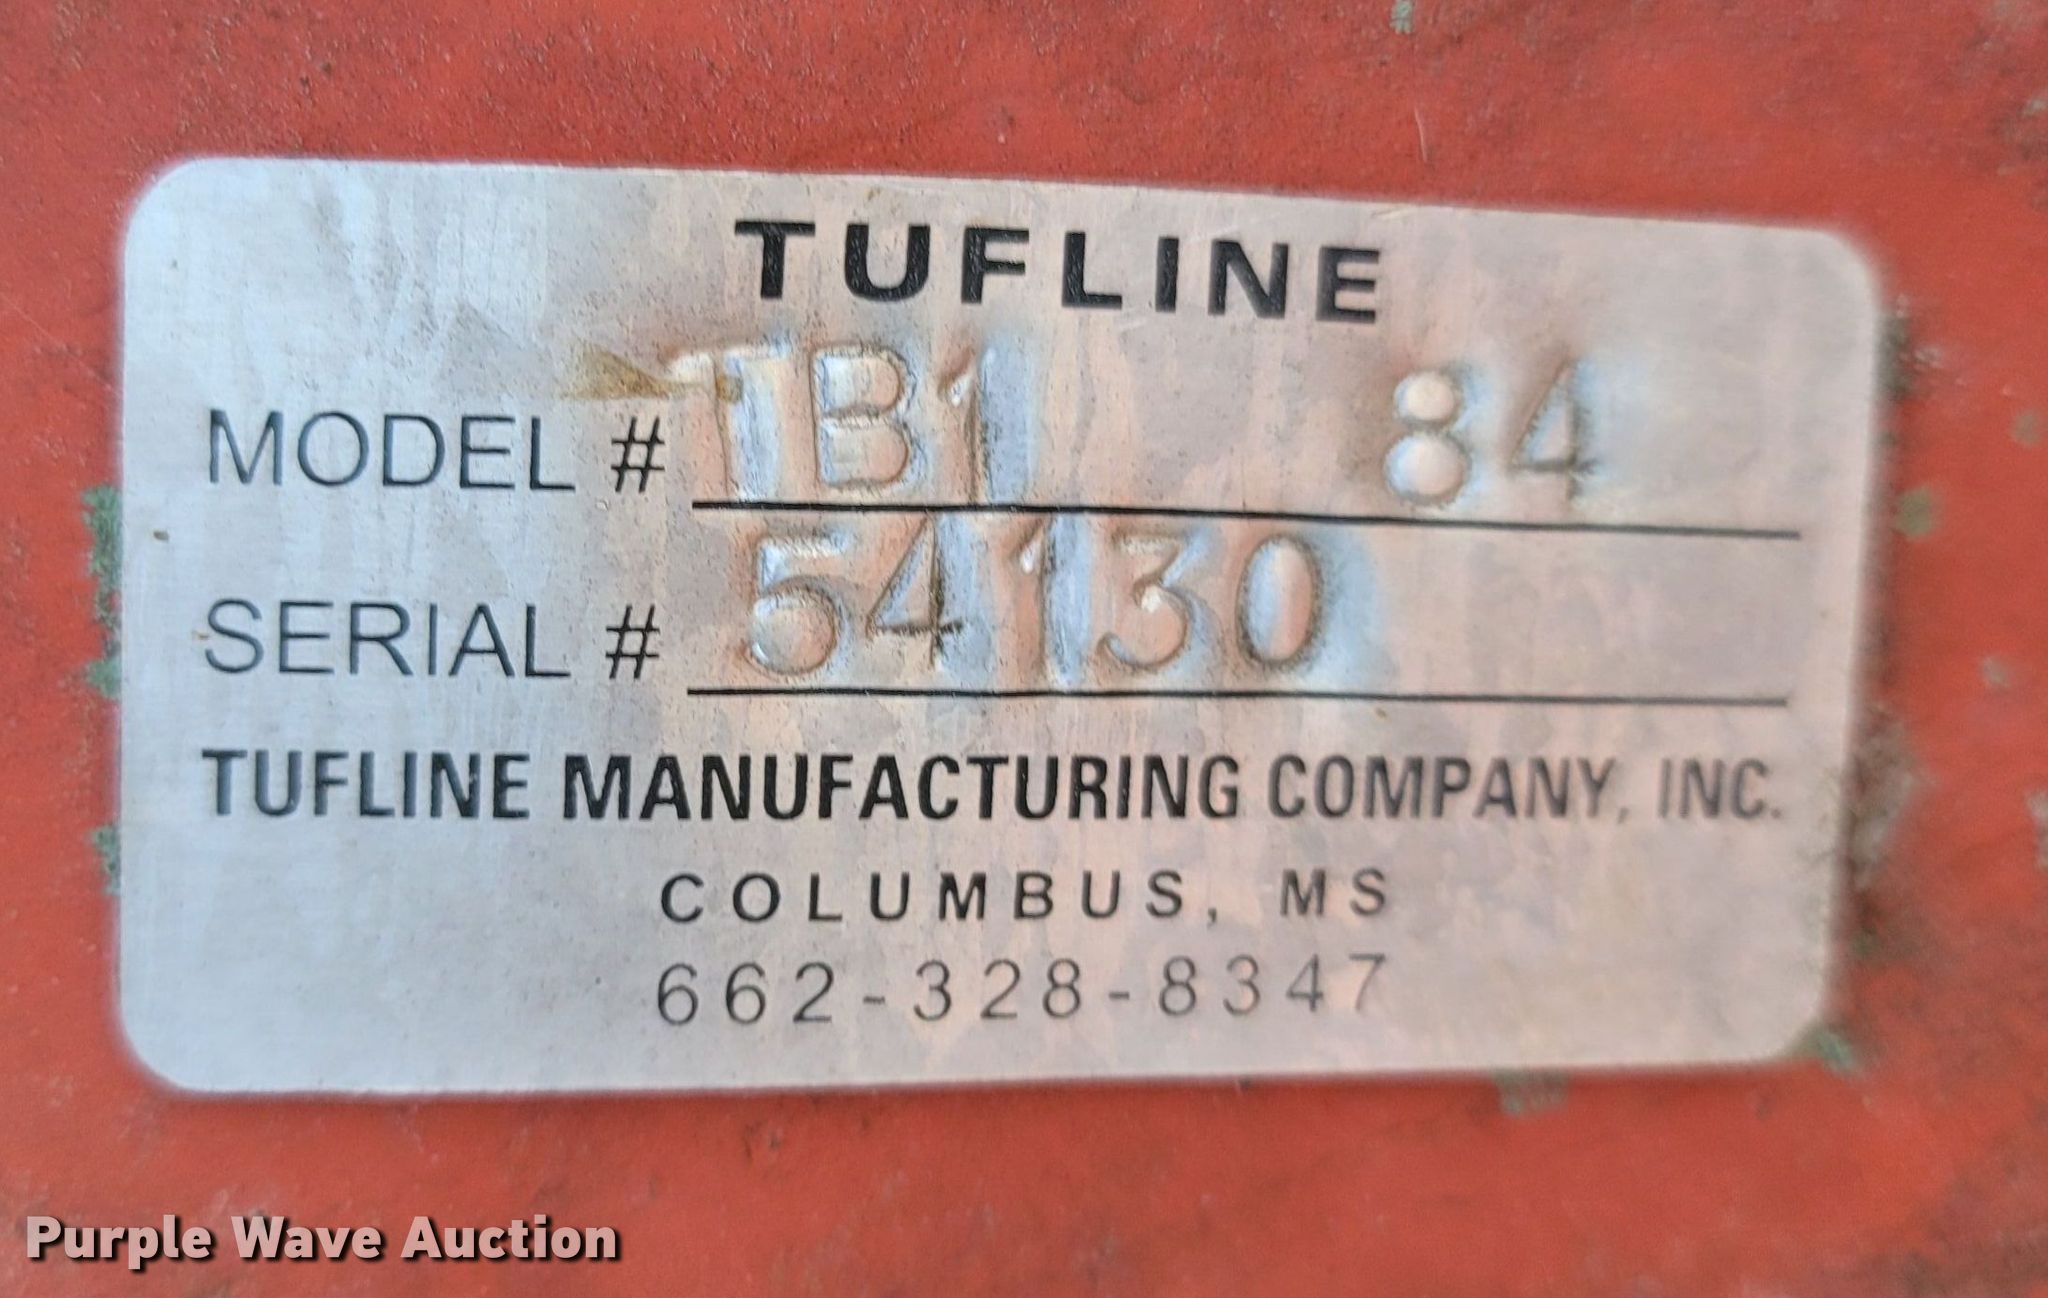 TUFLINE
MODEL # TB1 84
SERIAL # 54130
TUFLINE MANUFACTURING COMPANY, INC.
COLUMBUS, MS
662-328-8347
Purple Wave Auction